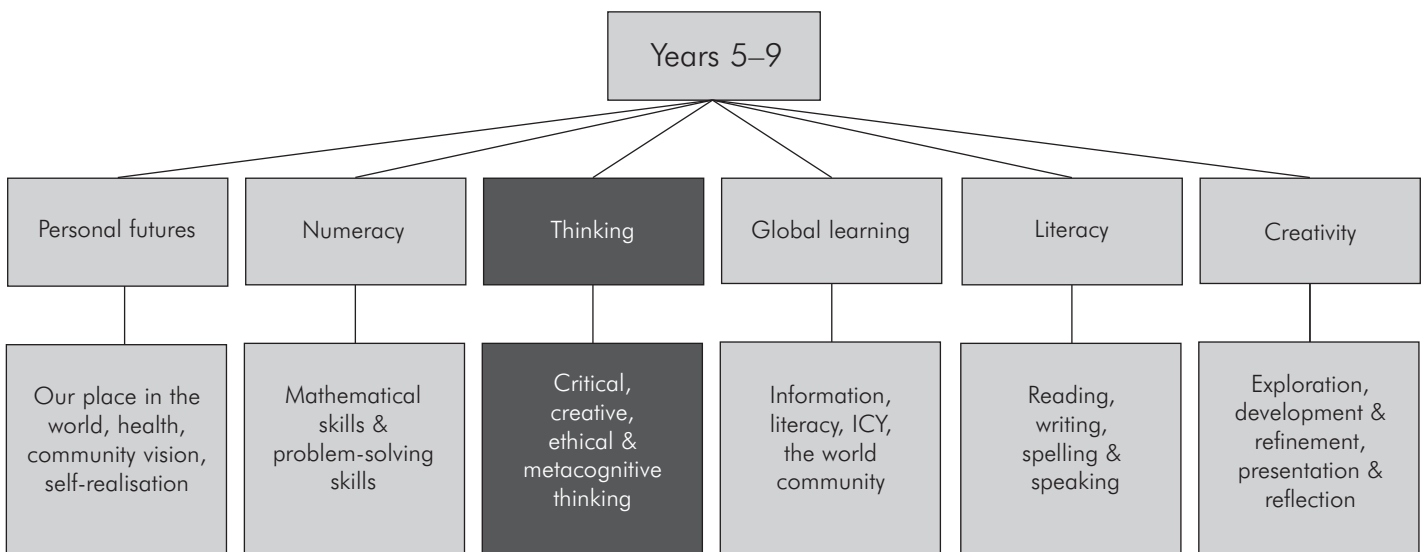 Years 5–9
Personal futures
Numeracy
Thinking
Global learning
Literacy
Creativity
Our place in the
world, health,
community vision,
self-realisation
Mathematical
skills &
problem-solving
skills
Critical,
creative,
ethical &
metacognitive
thinking
Information,
literacy, ICY,
the world
community
Reading,
writing,
spelling &
speaking
Exploration,
development &
refinement,
presentation &
reflection